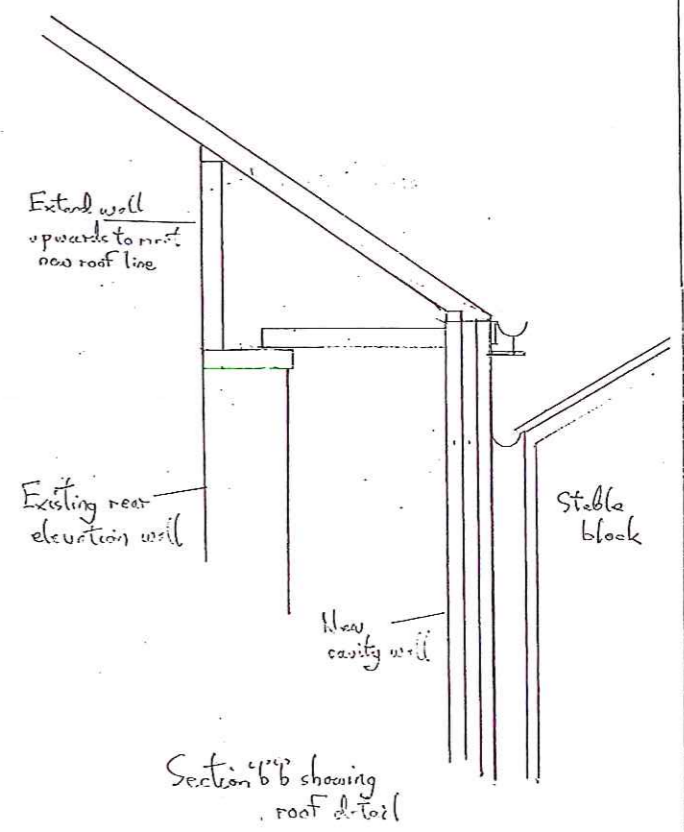 Extend wall
upwards to meet
new roof line
Existing rear
elevation wall
Stable
block
New
cavity wall
Section "b"b showing
roof detail